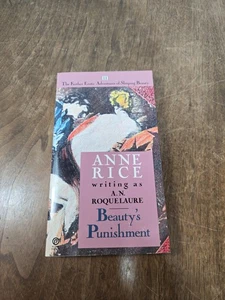 The Further Erotic Adventures of Sleeping Beauty
ANNE
RICE
writing as
A.N.
ROQUELAURE
Beauty's
Punishment